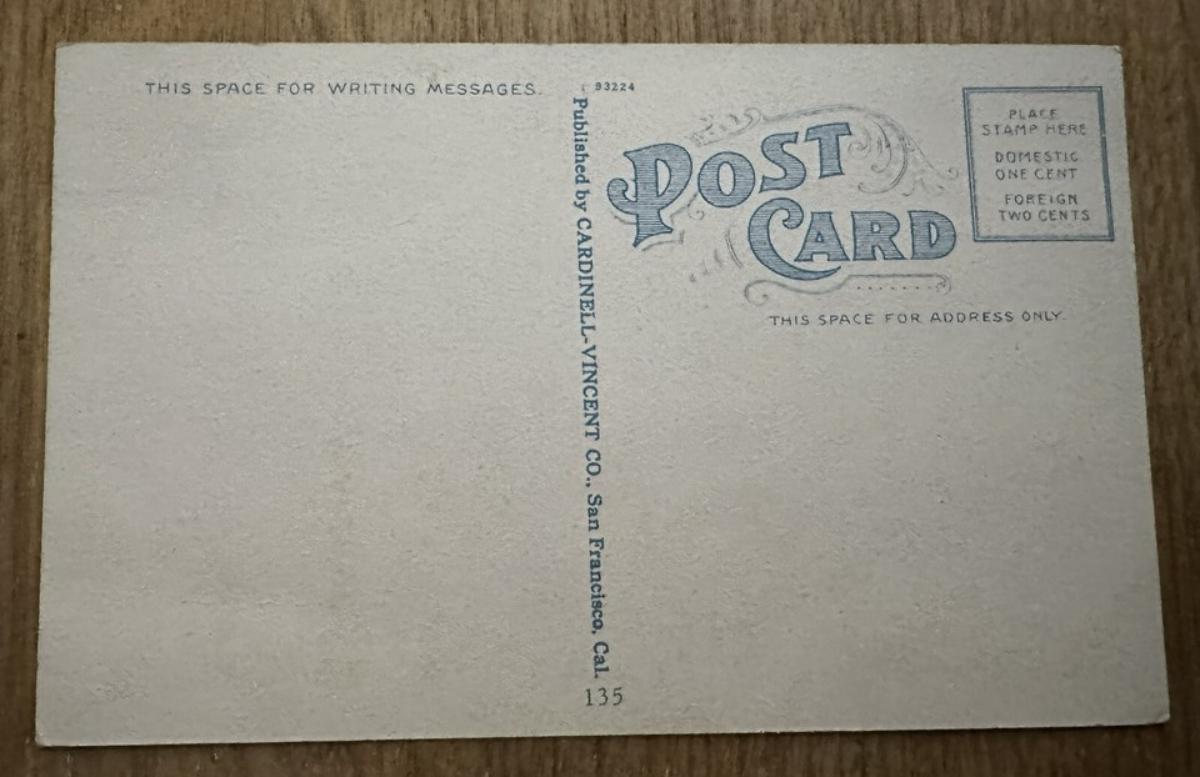 THIS SPACE FOR WRITING MESSAGES.
93224
Published by CARDINELL-VINCENT CO., San Francisco, Cal.
135
POST
CARD
PLACE
STAMP HERE
DOMESTIC
ONE CENT
FOREIGN
TWO CENTS
THIS SPACE FOR ADDRESS ONLY.